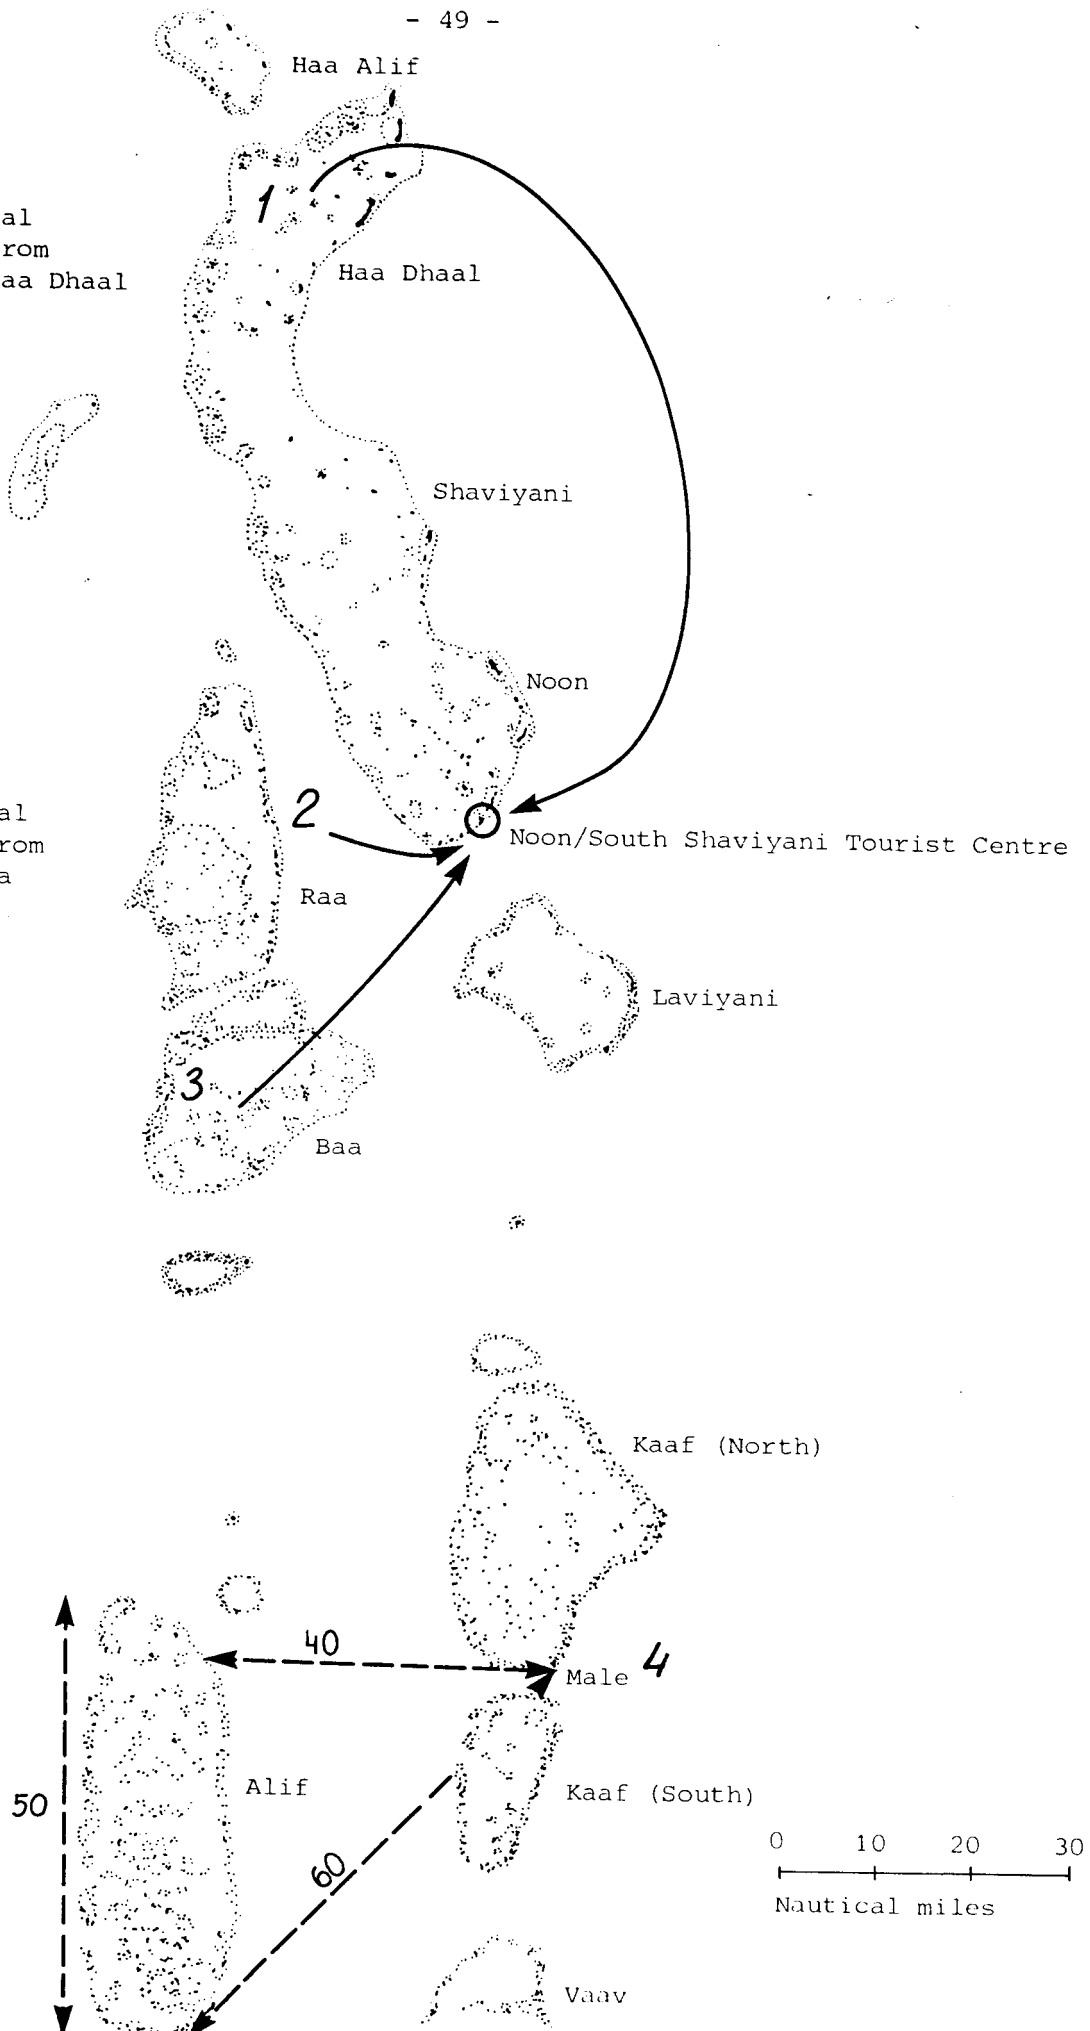 - 49 -
Haa Alif
1
al
rom
aa Dhaal
Haa Dhaal
Shaviyani
Noon
2
al
rom
a
Noon/South Shaviyani Tourist Centre
Raa
Laviyani
3
Baa
Kaaf (North)
40
Male 4
50
Alif
Kaaf (South)
60
0 10 20 30
Nautical miles
Vaav